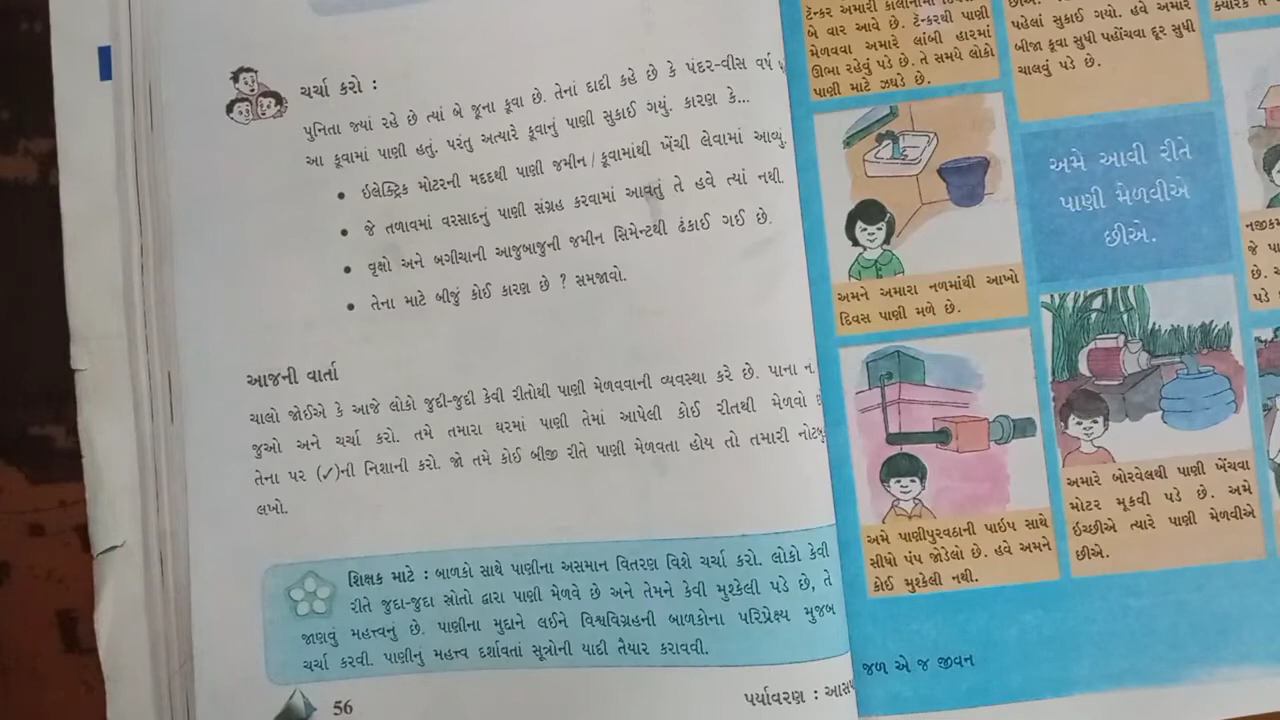 ચર્ચા કરો :
પુનિતા જ્યાં રહે છે ત્યાં બે જૂના કૂવા છે. તેનાં દાદી કહે છે કે પંદર-વીસ વર્ષ
આ કૂવામાં પાણી હતું. પરંતુ અત્યારે કૂવાનું પાણી સુકાઈ ગયું. કારણ કે...
• ઇલેક્ટ્રિક મોટરની મદદથી પાણી જમીન / કૂવામાંથી ખેંચી લેવામાં આવ્યું.
• જે તળાવમાં વરસાદનું પાણી સંગ્રહ કરવામાં આવતું તે હવે ત્યાં નથી.
• વૃક્ષો અને બગીચાની આજુબાજુની જમીન સિમેન્ટથી ઢંકાઈ ગઈ છે.
• તેના માટે બીજું કોઈ કારણ છે ? સમજાવો.
આજની વાર્તા
ચાલો જોઈએ કે આજે લોકો જુદી-જુદી કેવી રીતોથી પાણી મેળવવાની વ્યવસ્થા કરે છે. પાના ન.
જુઓ અને ચર્ચા કરો. તમે તમારા ઘરમાં પાણી તેમાં આપેલી કોઈ રીતથી મેળવો
તેના પર (✓)ની નિશાની કરો. જો તમે કોઈ બીજી રીતે પાણી મેળવતા હોય તો તમારી
લખો.
શિક્ષક માટે : બાળકો સાથે પાણીના અસમાન વિતરણ વિશે ચર્ચા કરો. લોકો કેવી
રીતે જુદા-જુદા સ્રોતો દ્વારા પાણી મેળવે છે અને તેમને કેવી મુશ્કેલી પડે છે, તે
જાણવું મહત્ત્વનું છે. પાણીના મુદ્દાને લઈને વિશ્વવિગ્રહની બાળકોના પરિપ્રેક્ષ્ય મુજબ
ચર્ચા કરવી. પાણીનું મહત્ત્વ દર્શાવતાં સૂત્રોની યાદી તૈયાર કરાવવી.
56
પર્યાવરણ :
ટૅન્કર અમારી કૉલોનીમાં
બે વાર આવે છે. ટૅન્કરથી પાણી
મેળવવા અમારે લાંબી હારમાં
ઊભા રહેવું પડે છે. તે સમયે લોકો
પાણી માટે ઝઘડે છે.
પહેલાં સુકાઈ ગયો. હવે અમારે
બીજા કૂવા સુધી પહોંચવા દૂર સુધી
ચાલવું પડે છે.
અમને અમારા નળમાંથી આખો
દિવસ પાણી મળે છે.
અમે આવી રીતે
પાણી મેળવીએ
છીએ.
અમે પાણીપુરવઠાની પાઇપ સાથે
સીધો પંપ જોડેલો છે. હવે અમને
કોઈ મુશ્કેલી નથી.
અમારે બોરવેલથી પાણી ખેંચવા
મોટર મૂકવી પડે છે. અમે
ઇચ્છીએ ત્યારે પાણી મેળવીએ
છીએ.
જે
છે.
પડે
જળ એ જ જીવન